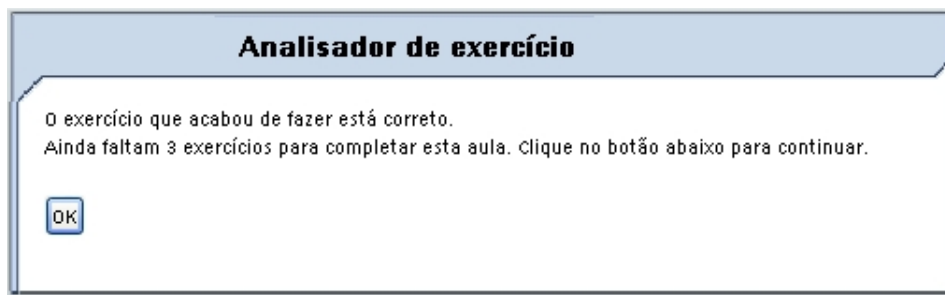 Analisador de exercício
O exercício que acabou de fazer está correto.
Ainda faltam 3 exercícios para completar esta aula. Clique no botão abaixo para continuar.
OK